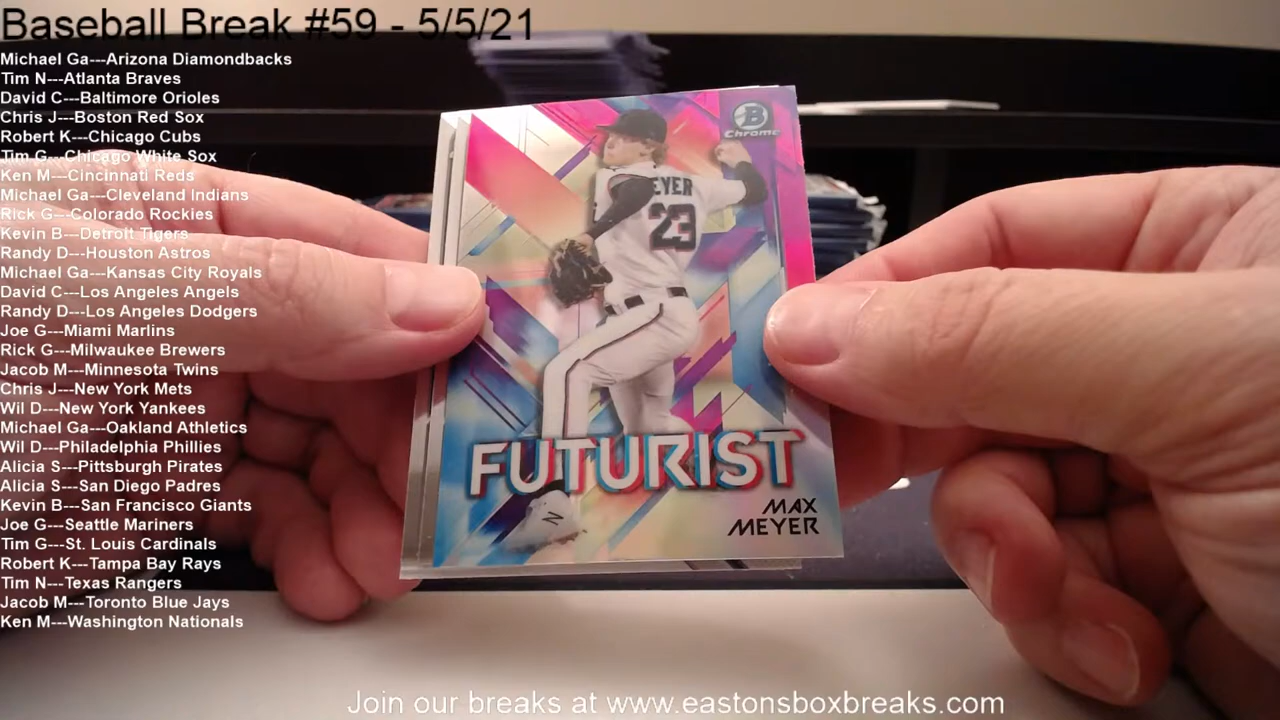 Baseball Break #59 - 5/5/21
Michael Ga---Arizona Diamondbacks
Tim N---Atlanta Braves
David C---Baltimore Orioles
Chris J---Boston Red Sox
Robert K---Chicago Cubs
Tim G---Chicago White Sox
Ken M---Cincinnati Reds
Michael Ga---Cleveland Indians
Rick G---Colorado Rockies
Kevin B---Detroit Tigers
Randy D---Houston Astros
Michael Ga---Kansas City Royals
David C---Los Angeles Angels
Randy D---Los Angeles Dodgers
Joe G---Miami Marlins
Rick G---Milwaukee Brewers
Jacob M---Minnesota Twins
Chris J---New York Mets
Wil D---New York Yankees
Michael Ga---Oakland Athletics
Wil D---Philadelphia Phillies
Alicia S---Pittsburgh Pirates
Alicia S---San Diego Padres
Kevin B---San Francisco Giants
Joe G---Seattle Mariners
Tim G---St. Louis Cardinals
Robert K---Tampa Bay Rays
Tim N---Texas Rangers
Jacob M---Toronto Blue Jays
Ken M---Washington Nationals
B
Chrome
EYER
23
FUTURIST
MAX
MEYER
N
Join our breaks at www.eastonsboxbreaks.com